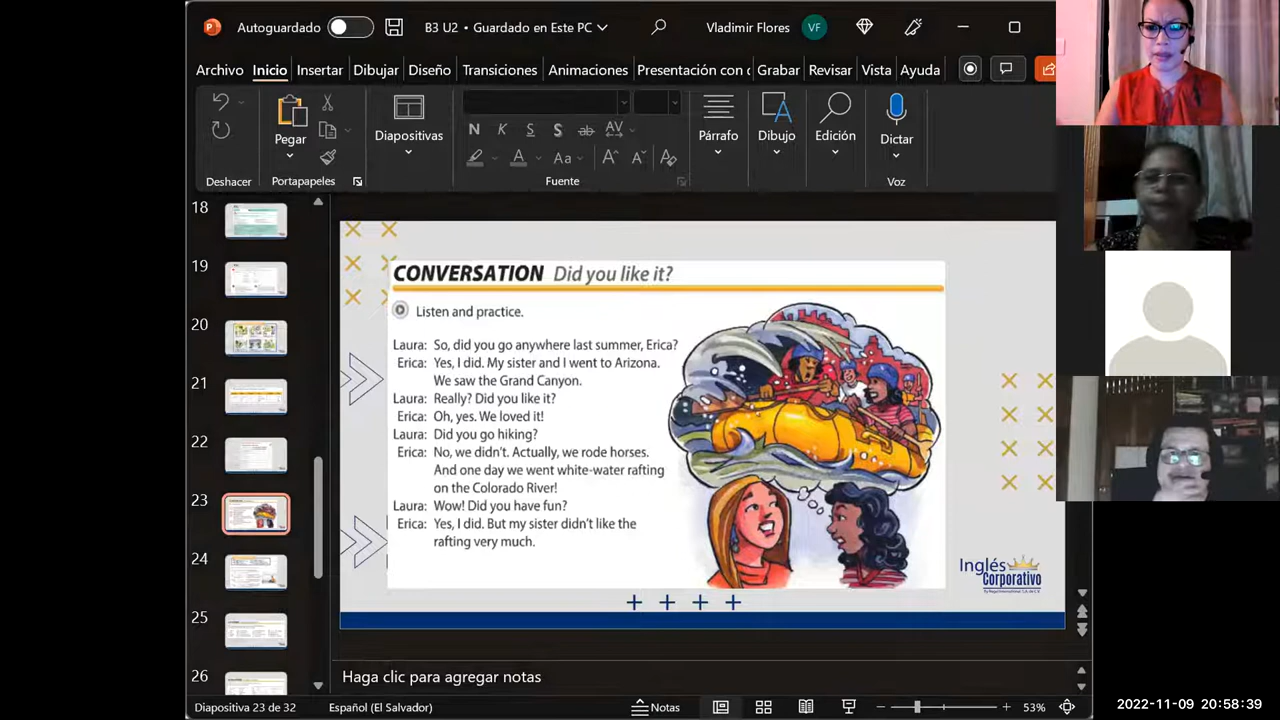 Autoguardado
B3 U2 • Guardado en Este PC
Vladimir Flores
VF
Archivo Inicio Insertar Dibujar Diseño Transiciones Animaciones Presentación con Grabar Revisar Vista Ayuda
Pegar
Diapositivas
N K S S ab AV
A Aa A A A
Párrafo
Dibujo
Edición
Dictar
Deshacer
Portapapeles
Fuente
Voz
18
19
20
21
22
23
24
25
26
CONVERSATION Did you like it?
Listen and practice.
Laura: So, did you go anywhere last summer, Erica?
Erica: Yes, I did. My sister and I went to Arizona.
We saw the Grand Canyon.
Laura: Really? Did you like it?
Erica: Oh, yes. We loved it!
Laura: Did you go hiking?
Erica: No, we didn't. Actually, we rode horses.
And one day we went white-water rafting
on the Colorado River!
Laura: Wow! Did you have fun?
Erica: Yes, I did. But my sister didn't like the
rafting very much.
Inglés
Corporativo
Haga clic para agregar notas
Diapositiva 23 de 32
Español (El Salvador)
Notas
53%
2022-11-09 20:58:39